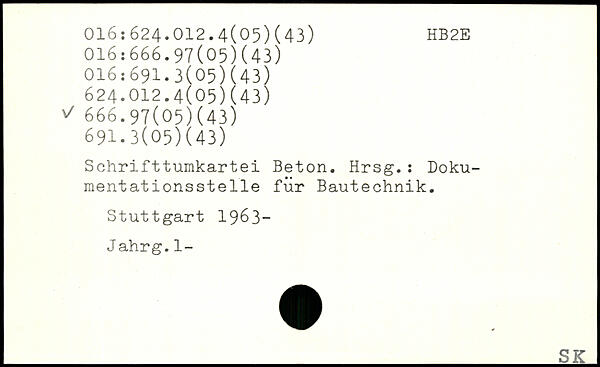 016:624.012.4(05)(43) HB2E
016:666.97(05)(43)
016:691.3(05)(43)
624.012.4(05)(43)
✓ 666.97(05)(43)
691.3(05)(43)
Schrifttumkartei Beton. Hrsg.: Doku-
mentationsstelle für Bautechnik.
Stuttgart 1963-
Jahrg.1-
SK